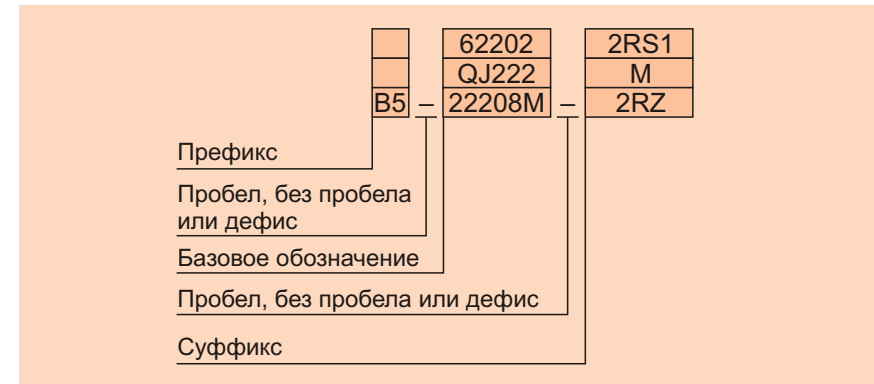 62202 2RS1
QJ222 M
B5 – 22208M – 2RZ
Префикс
Пробел, без пробела
или дефис
Базовое обозначение
Пробел, без пробела или дефис
Суффикс